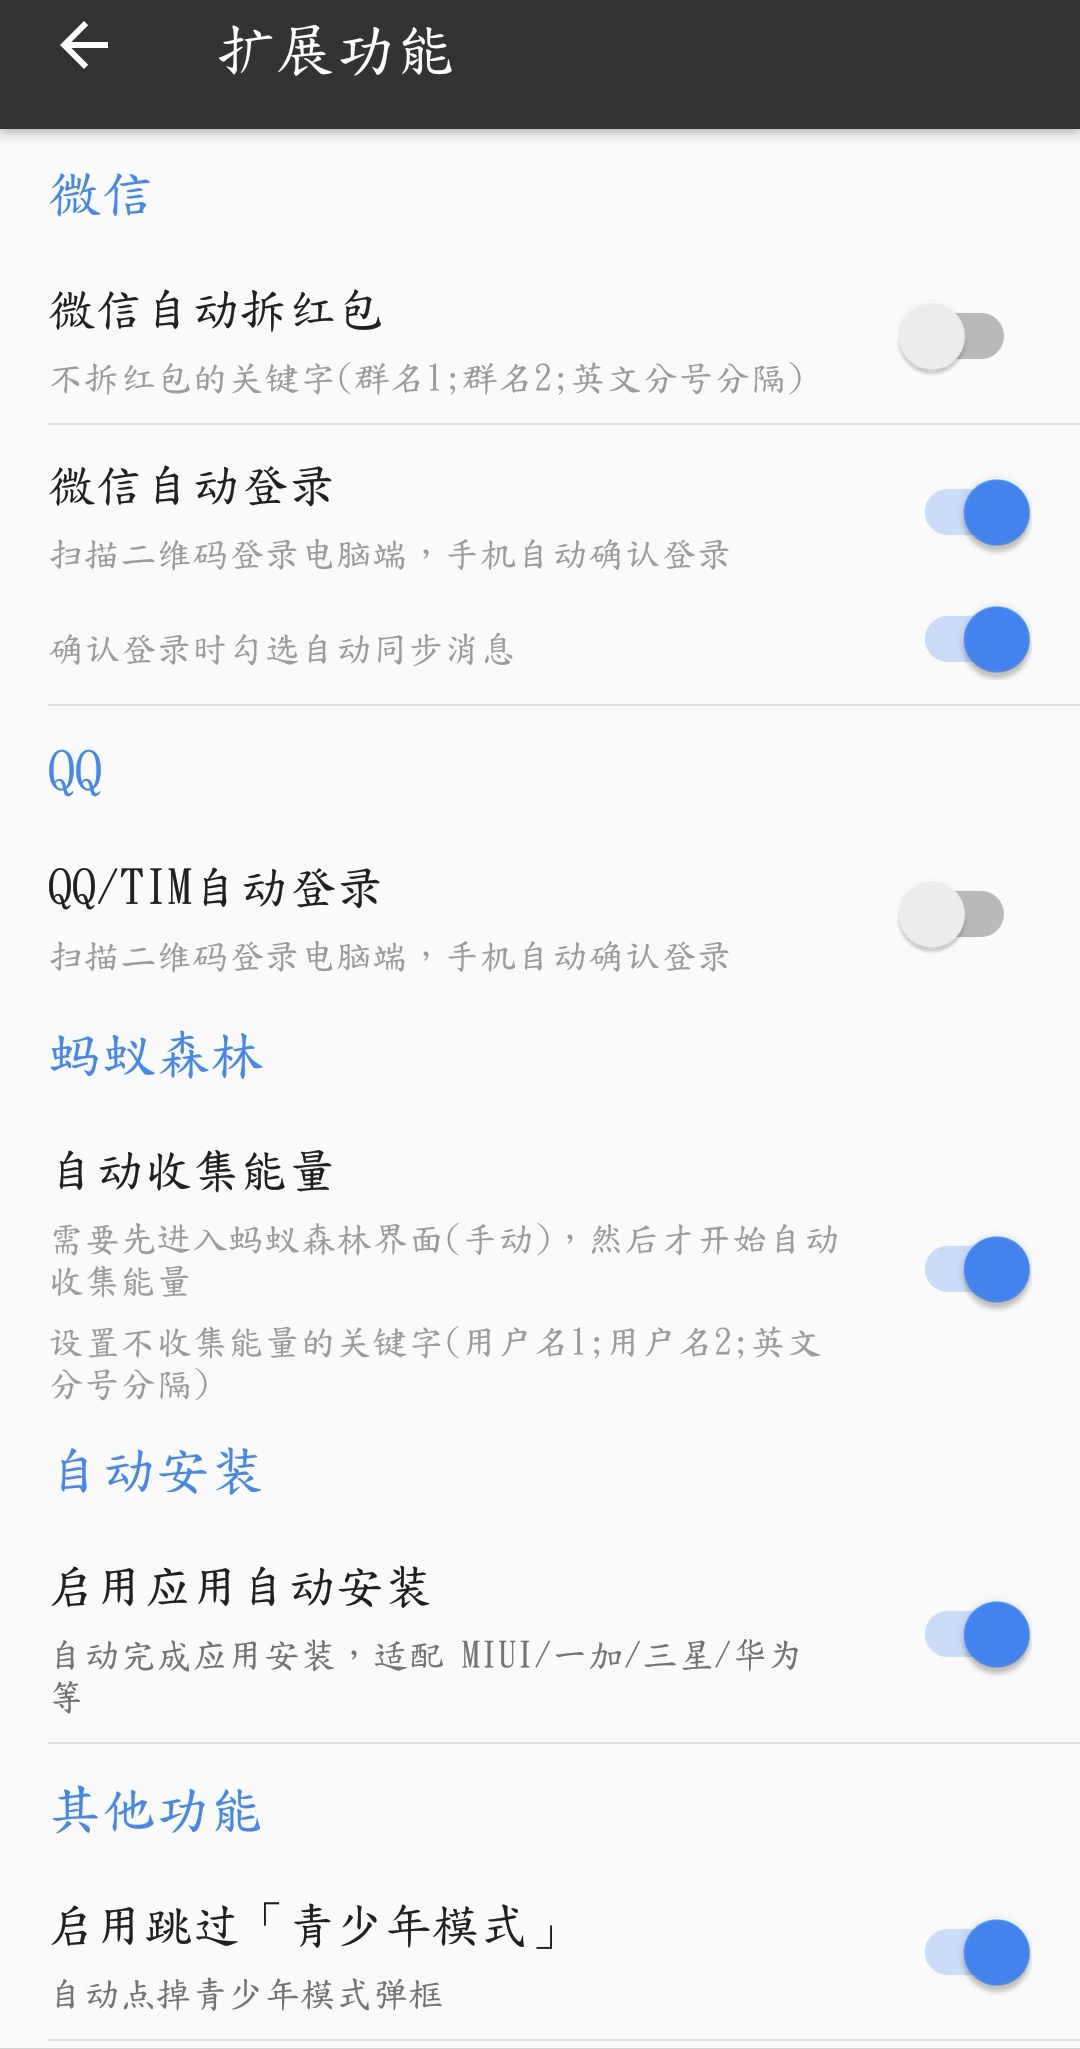 扩展功能
微信
微信自动拆红包
不拆红包的关键字(群名1;群名2;英文分号分隔)
微信自动登录
扫描二维码登录电脑端，手机自动确认登录
确认登录时勾选自动同步消息
QQ
QQ/TIM自动登录
扫描二维码登录电脑端，手机自动确认登录
蚂蚁森林
自动收集能量
需要先进入蚂蚁森林界面(手动)，然后才开始自动
收集能量
设置不收集能量的关键字(用户名1;用户名2;英文
分号分隔)
自动安装
启用应用自动安装
自动完成应用安装，适配 MIUI/一加/三星/华为
等
其他功能
启用跳过「青少年模式」
自动点掉青少年模式弹框